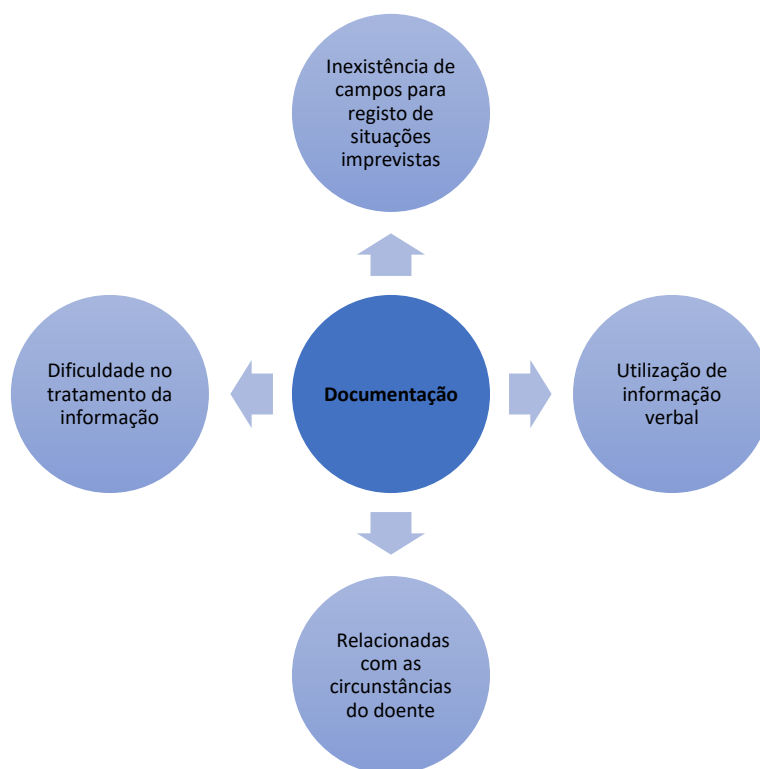 Inexistência de
campos para
registo de
situações
imprevistas
Dificuldade no
tratamento da
informação
Documentação
Utilização de
informação
verbal
Relacionadas
com as
circunstâncias
do doente